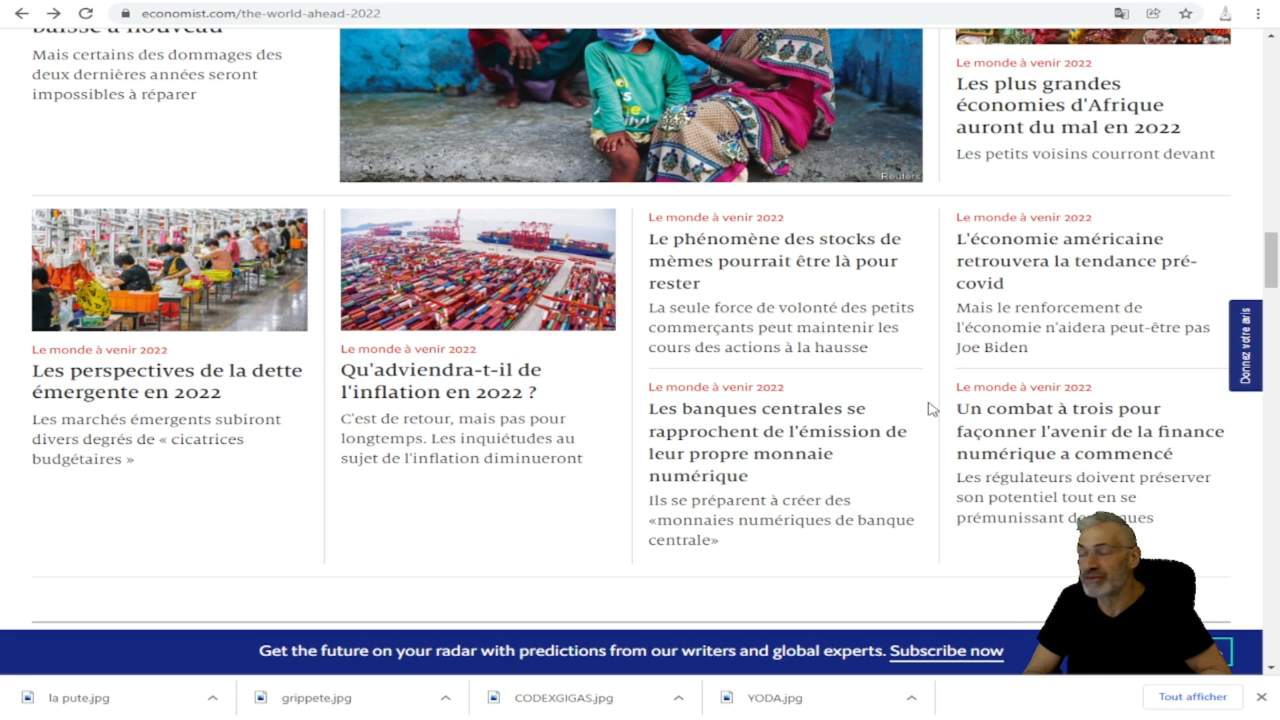 economist.com/the-world-ahead-2022
baisse à nouveau
Mais certains des dommages des
deux dernières années seront
impossibles à réparer
Reuters
Le monde à venir 2022
Les plus grandes
économies d'Afrique
auront du mal en 2022
Les petits voisins courront devant
Le monde à venir 2022
Les perspectives de la dette
émergente en 2022
Les marchés émergents subiront
divers degrés de « cicatrices
budgétaires »
Le monde à venir 2022
Qu'adviendra-t-il de
l'inflation en 2022 ?
C'est de retour, mais pas pour
longtemps. Les inquiétudes au
sujet de l'inflation diminueront
Le monde à venir 2022
Le phénomène des stocks de
mèmes pourrait être là pour
rester
La seule force de volonté des petits
commerçants peut maintenir les
cours des actions à la hausse
Le monde à venir 2022
Les banques centrales se
rapprochent de l'émission de
leur propre monnaie
numérique
Ils se préparent à créer des
«monnaies numériques de banque
centrale»
Le monde à venir 2022
L'économie américaine
retrouvera la tendance pré-
covid
Mais le renforcement de
l'économie n'aidera peut-être pas
Joe Biden
Le monde à venir 2022
Un combat à trois pour
façonner l'avenir de la finance
numérique a commencé
Les régulateurs doivent préserver
son potentiel tout en se
prémunissant
Donnez votre avis
Get the future on your radar with predictions from our writers and global experts. Subscribe now
la pute.jpg
grippete.jpg
CODEXGIGAS.jpg
YODA.jpg
Tout afficher